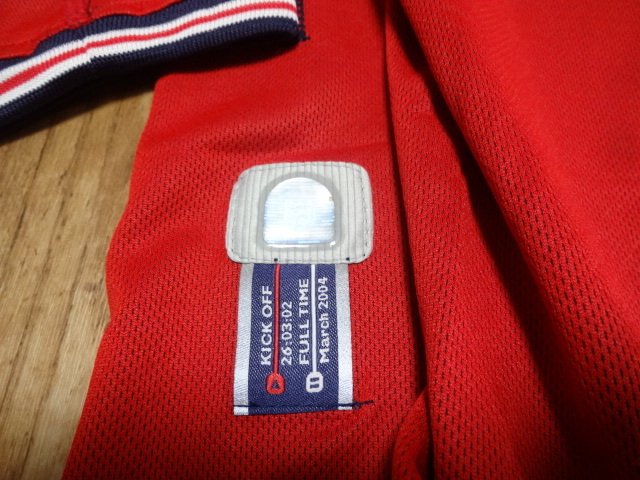 KICK OFF
26:03:02
FULL TIME
March 2004